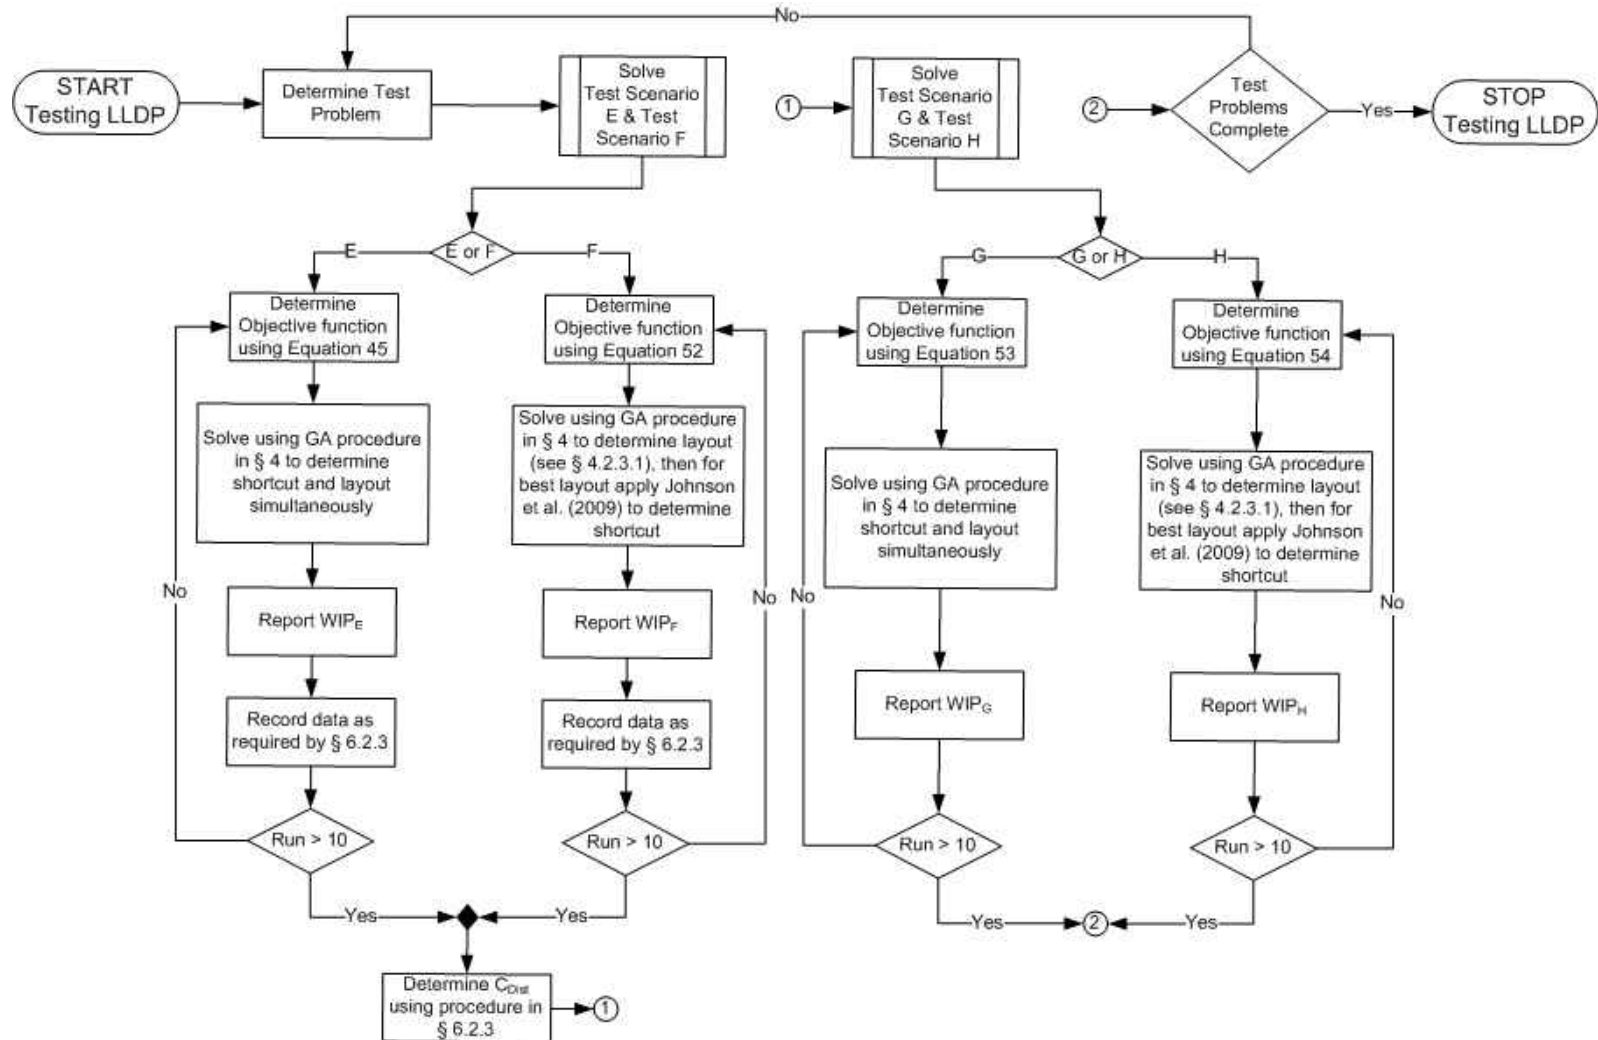 No
START
Testing LLDP
Determine Test
Problem
Solve
Test Scenario
E & Test
Scenario F
1
Solve
Test Scenario
G & Test
Scenario H
2
Test
Problems
Complete
Yes
STOP
Testing LLDP
E
E or F
F
G
G or H
H
Determine
Objective function
using Equation 45
Determine
Objective function
using Equation 52
Determine
Objective function
using Equation 53
Determine
Objective function
using Equation 54
Solve using GA procedure
in § 4 to determine
shortcut and layout
simultaneously
Solve using GA procedure
in § 4 to determine layout
(see § 4.2.3.1), then for
best layout apply Johnson
et al. (2009) to determine
shortcut
Solve using GA procedure
in § 4 to determine
shortcut and layout
simultaneously
Solve using GA procedure
in § 4 to determine layout
(see § 4.2.3.1), then for
best layout apply Johnson
et al. (2009) to determine
shortcut
No
No
No
No
Report WIPE
Report WIPF
Report WIPG
Report WIPH
Record data as
required by § 6.2.3
Record data as
required by § 6.2.3
Run > 10
Run > 10
Run > 10
Run > 10
Yes
Yes
Yes
2
Yes
Determine CDist
using procedure in
§ 6.2.3
1